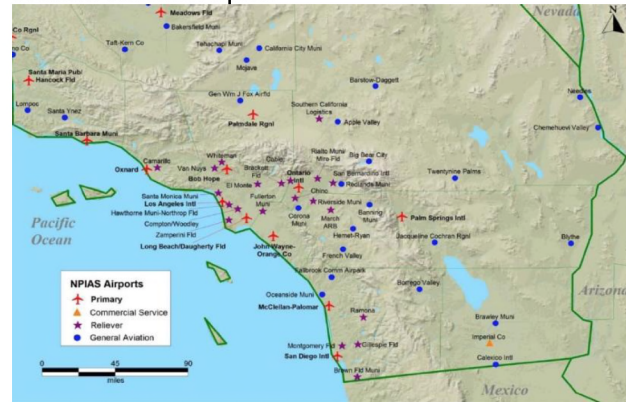 Nevada
N
Co Rgnl
Meadows Fld
Bakersfield Muni
no Co
Taft-Kern Co
Tehachapi Muni
California City Muni
Mojave
Santa Maria Pub/
Hancock Fld
Barstow-Daggett
Needles
Gen Wm J Fox Airfld
Lompoc
Santa Ynez
Southern California
Logistics
Palmdale Rgnl
Apple Valley
Chemehuevi Valley
Santa Barbara Muni
Oxnard
Camarillo
Whiteman
Van Nuys
Bob Hope
Brackett
Fld
Cable
Rialto Muni/
Miro Fld
Big Bear City
Ontario
Intl
San Bernardino Intl
Twentynine Palms
El Monte
Chino
Redlands Muni
Santa Monica Muni
Los Angeles Intl
Fullerton
Muni
Riverside Muni
Hawthorne Muni-Northrop Fld
Compton/Woodley
Corona
Muni
March
ARB
Banning
Muni
Palm Springs Intl
Zamperini Fld
Long Beach/Daugherty Fld
John Wayne-
Orange Co
Hemet-Ryan
Jacqueline Cochran Rgnl
Blythe
French Valley
Pacific
Ocean
Fallbrook Comm Airpark
Borrego Valley
Arizona
Oceanside Muni
McClellan-Palomar
Ramona
Brawley Muni
Imperial Co
Montgomery Fld
Gillespie Fld
San Diego Intl
Calexico Intl
Brown Fld Muni
Mexico
NPIAS Airports
Primary
Commercial Service
Reliever
General Aviation
0 45 90
miles